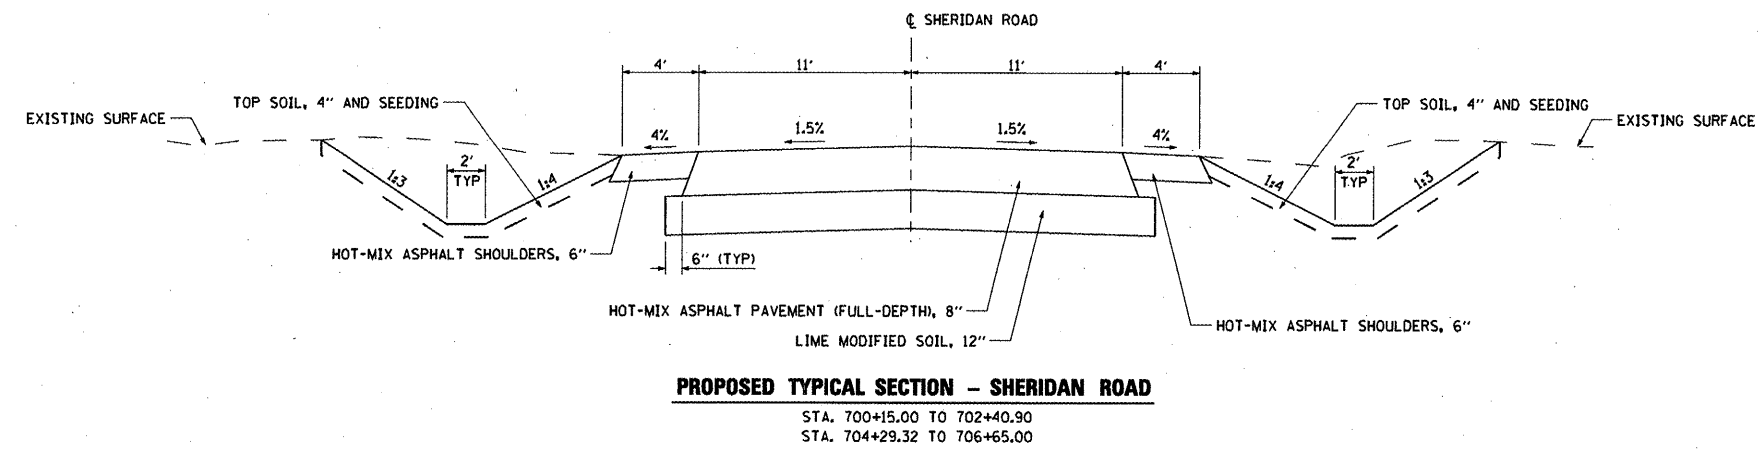 ℄ SHERIDAN ROAD
4' 11' 11' 4'
TOP SOIL, 4" AND SEEDING
TOP SOIL, 4" AND SEEDING
EXISTING SURFACE
EXISTING SURFACE
4% 1.5% 1.5% 4%
2'
TYP
2'
TYP
1:3
1:4
1:4
1:3
HOT-MIX ASPHALT SHOULDERS, 6"
6" (TYP)
HOT-MIX ASPHALT PAVEMENT (FULL-DEPTH), 8"
HOT-MIX ASPHALT SHOULDERS, 6"
LIME MODIFIED SOIL, 12"
PROPOSED TYPICAL SECTION - SHERIDAN ROAD
STA. 700+15.00 TO 702+40.90
STA. 704+29.32 TO 706+65.00